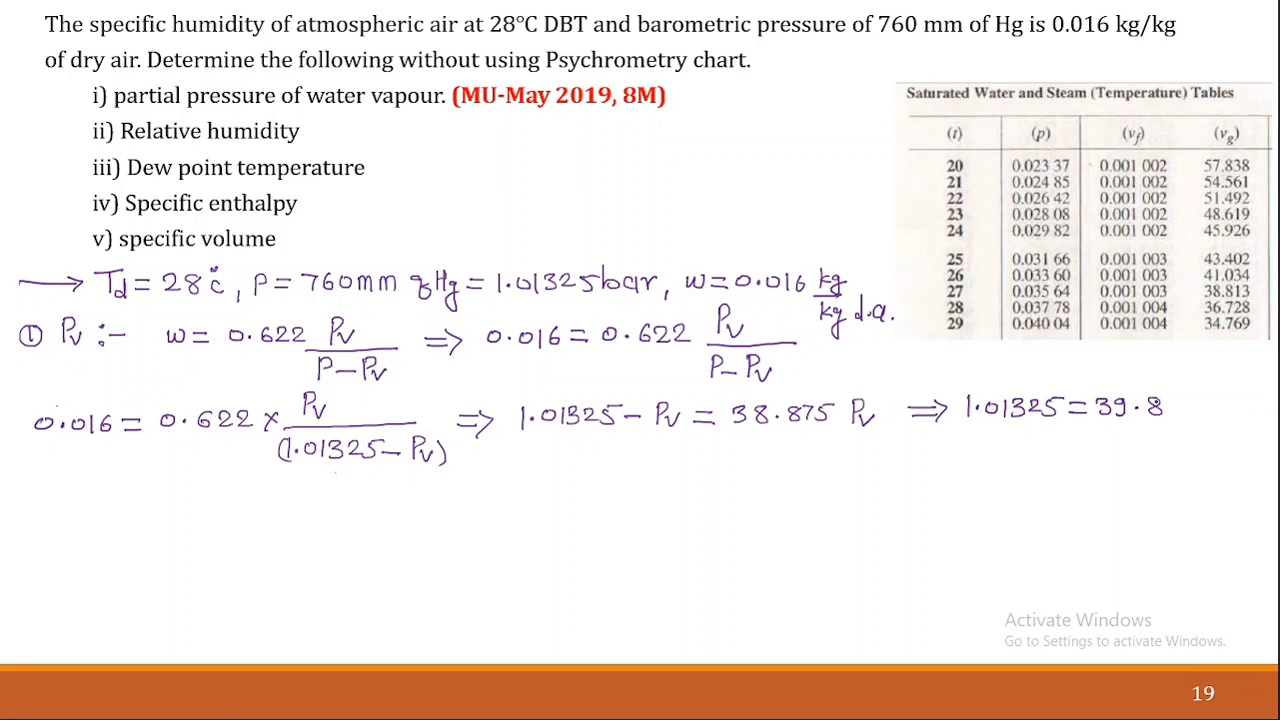 The specific humidity of atmospheric air at 28°C DBT and barometric pressure of 760 mm of Hg is 0.016 kg/kg
of dry air. Determine the following without using Psychrometry chart.
i) partial pressure of water vapour. (MU-May 2019, 8M)
ii) Relative humidity
iii) Dew point temperature
iv) Specific enthalpy
v) specific volume
Saturated Water and Steam (Temperature) Tables
(t) (p) (vf) (vg)
20 0.023 37 0.001 002 57.838
21 0.024 85 0.001 002 54.561
22 0.026 42 0.001 002 51.492
23 0.028 08 0.001 002 48.619
24 0.029 82 0.001 002 45.926
25 0.031 66 0.001 003 43.402
26 0.033 60 0.001 003 41.034
27 0.035 64 0.001 003 38.813
28 0.037 78 0.001 004 36.728
29 0.040 04 0.001 004 34.769
→ Td = 28°C, P = 760mm of Hg = 1.01325 bar, w = 0.016 kg/kg d.a.
① Pv :- w = 0.622 Pv/(P-Pv) ⇒ 0.016 = 0.622 Pv/(P-Pv)
0.016 = 0.622 × Pv/(1.01325-Pv) ⇒ 1.01325 - Pv = 38.875 Pv ⇒ 1.01325 = 39.8
Activate Windows
Go to Settings to activate Windows.
19